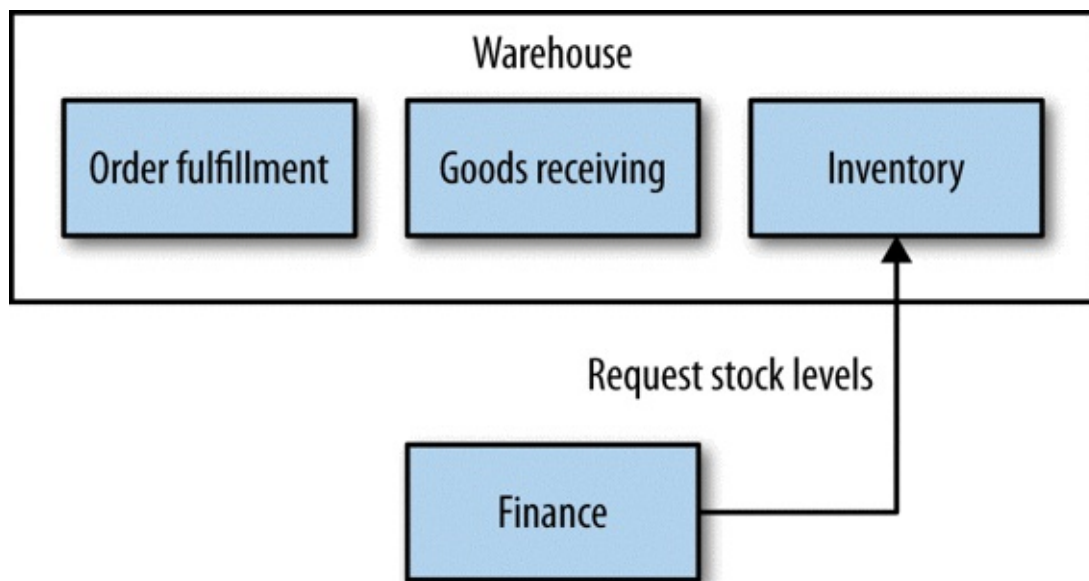 Warehouse
Order fulfillment
Goods receiving
Inventory
Request stock levels
Finance